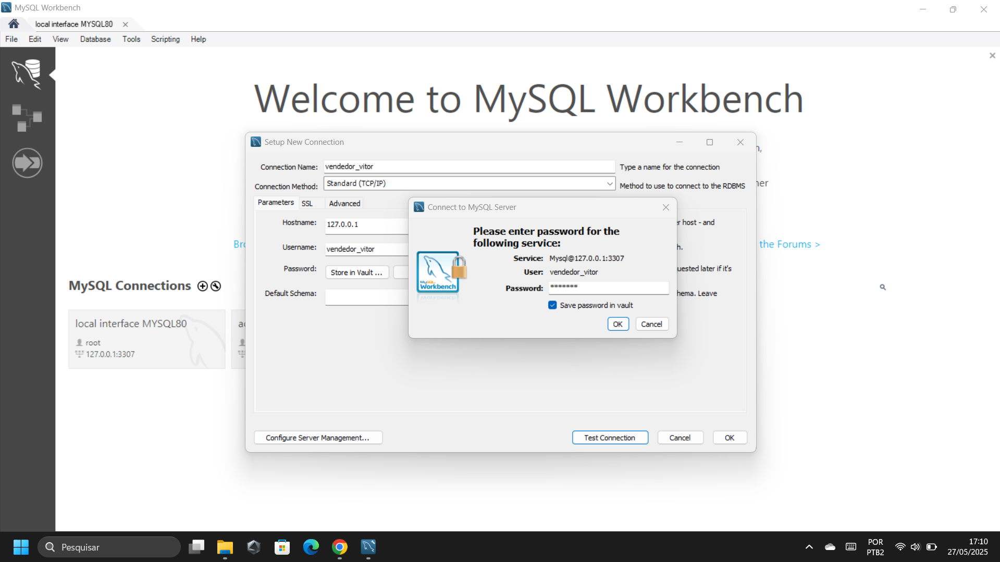 MySQL Workbench
local interface MYSQL80
File Edit View Database Tools Scripting Help
Welcome to MySQL Workbench
Setup New Connection
Connection Name: vendedor_vitor Type a name for the connection
Connection Method: Standard (TCP/IP) Method to use to connect to the RDBMS
Parameters SSL Advanced
Hostname: 127.0.0.1
host - and
Username: vendedor_vitor
Password: Store in Vault ...
later if it's
Default Schema:
Leave
the Forums >
Connect to MySQL Server
Please enter password for the
following service:
Service: Mysql@127.0.0.1:3307
User: vendedor_vitor
Password: *******
Save password in vault
OK Cancel
MySQL Workbench
MySQL Connections
local interface MYSQL80
root
127.0.0.1:3307
Configure Server Management...
Test Connection Cancel OK
Pesquisar
POR
PTB2
17:10
27/05/2025